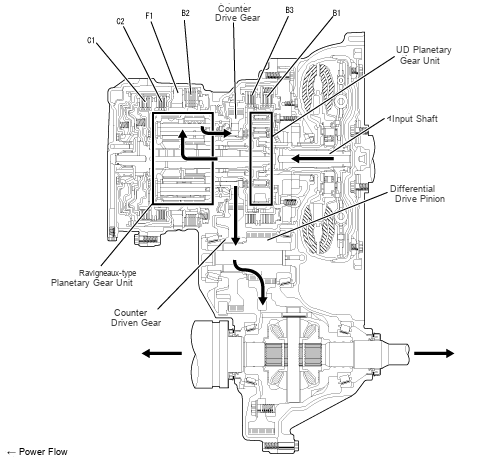 C1
C2
F1
B2
Counter
Drive Gear
B3
B1
UD Planetary
Gear Unit
Input Shaft
Differential
Drive Pinion
Ravigneaux-type
Planetary Gear Unit
Counter
Driven Gear
← Power Flow